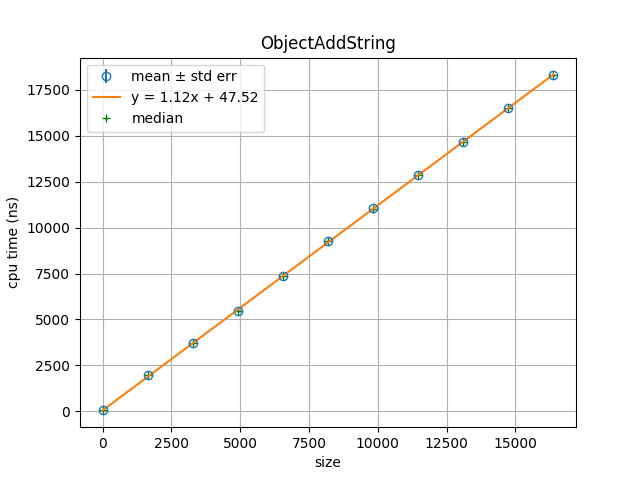 ObjectAddString
mean ± std err
y = 1.12x + 47.52
median
17500
15000
12500
10000
7500
5000
2500
0
cpu time (ns)
0 2500 5000 7500 10000 12500 15000
size